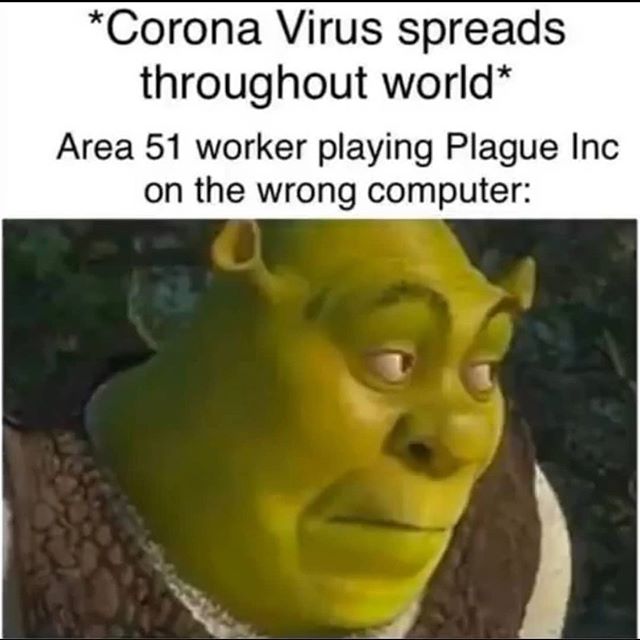 *Corona Virus spreads
throughout world*
Area 51 worker playing Plague Inc
on the wrong computer: